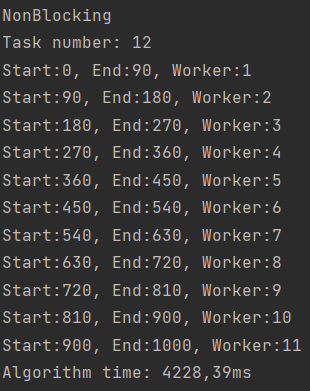 NonBlocking
Task number: 12
Start:0, End:90, Worker:1
Start:90, End:180, Worker:2
Start:180, End:270, Worker:3
Start:270, End:360, Worker:4
Start:360, End:450, Worker:5
Start:450, End:540, Worker:6
Start:540, End:630, Worker:7
Start:630, End:720, Worker:8
Start:720, End:810, Worker:9
Start:810, End:900, Worker:10
Start:900, End:1000, Worker:11
Algorithm time: 4228,39ms